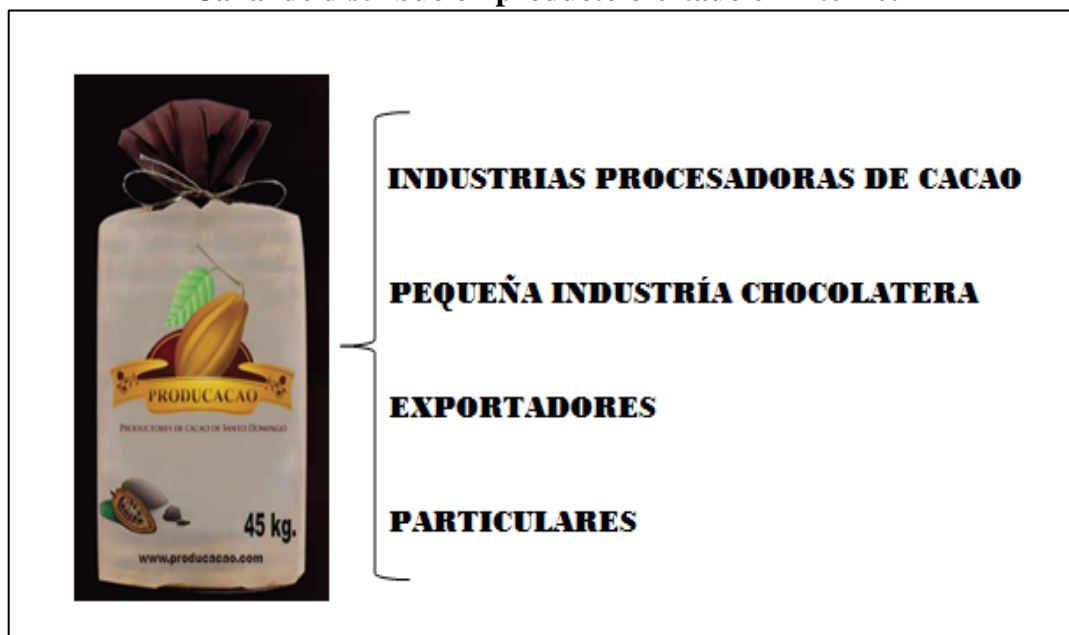 INDUSTRIAS PROCESADORAS DE CACAO
PEQUEÑA INDUSTRÍA CHOCOLATERA
EXPORTADORES
PARTICULARES
PRODUCACAO
PRODUCTORES DE CACAO DE SANTO DOMINGO
45 kg.
www.producacao.com